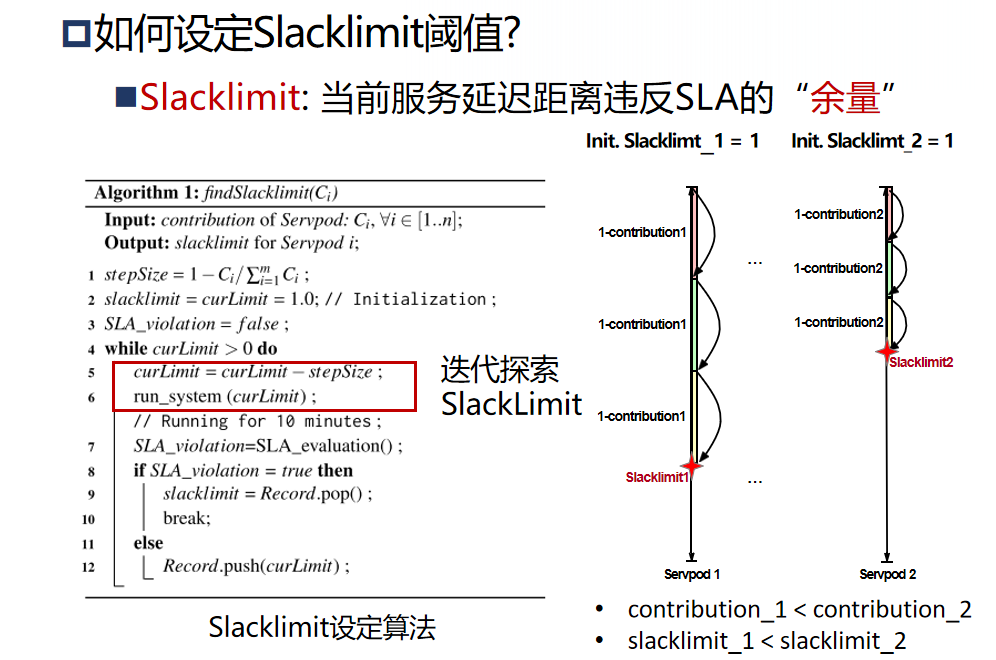 如何设定Slacklimit阈值?
Slacklimit: 当前服务延迟距离违反SLA的“余量”
Init. Slacklimt_1 = 1
Init. Slacklimt_2 = 1
Algorithm 1: findSlacklimit(Cᵢ)
Input: contribution of Servpod: Cᵢ, ∀i ∈ [1..n];
Output: slacklimit for Servpod i;
1 stepSize = 1 − Cᵢ/∑ᵐᵢ₌₁ Cᵢ ;
2 slacklimit = curLimit = 1.0; // Initialization ;
3 SLA_violation = false ;
4 while curLimit > 0 do
5 curLimit = curLimit − stepSize ;
6 run_system (curLimit) ;
// Running for 10 minutes ;
7 SLA_violation=SLA_evaluation() ;
8 if SLA_violation = true then
9 slacklimit = Record.pop() ;
10 break;
11 else
12 Record.push(curLimit) ;
Slacklimit设定算法
迭代探索
SlackLimit
1-contribution1
1-contribution1
1-contribution1
Slacklimit1
Servpod 1
...
...
1-contribution2
1-contribution2
1-contribution2
Slacklimit2
Servpod 2
• contribution_1 < contribution_2
• slacklimit_1 < slacklimit_2